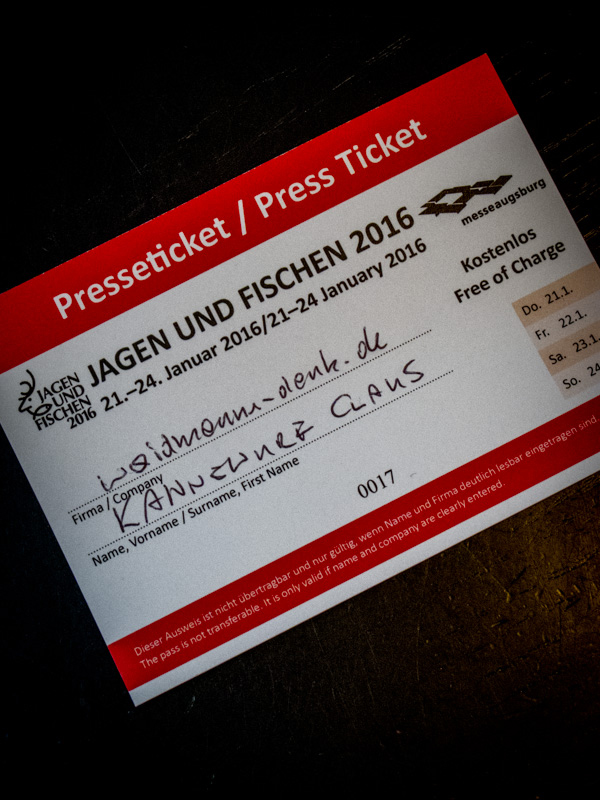 Presseticket / Press Ticket
messeaugsburg
JAGEN UND FISCHEN 2016
21.–24. Januar 2016/21–24 January 2016
JAGEN
UND
FISCHEN
2016
Kostenlos
Free of Charge
Do. 21.1.
Fr. 22.1.
Sa. 23.1.
So. 24
waidmann-denk.de
Firma / Company
KANNEWURF CLAUS
Name, Vorname / Surname, First Name
0017
Dieser Ausweis ist nicht übertragbar und nur gültig, wenn Name und Firma deutlich lesbar eingetragen sind.
The pass is not transferable. It is only valid if name and company are clearly entered.